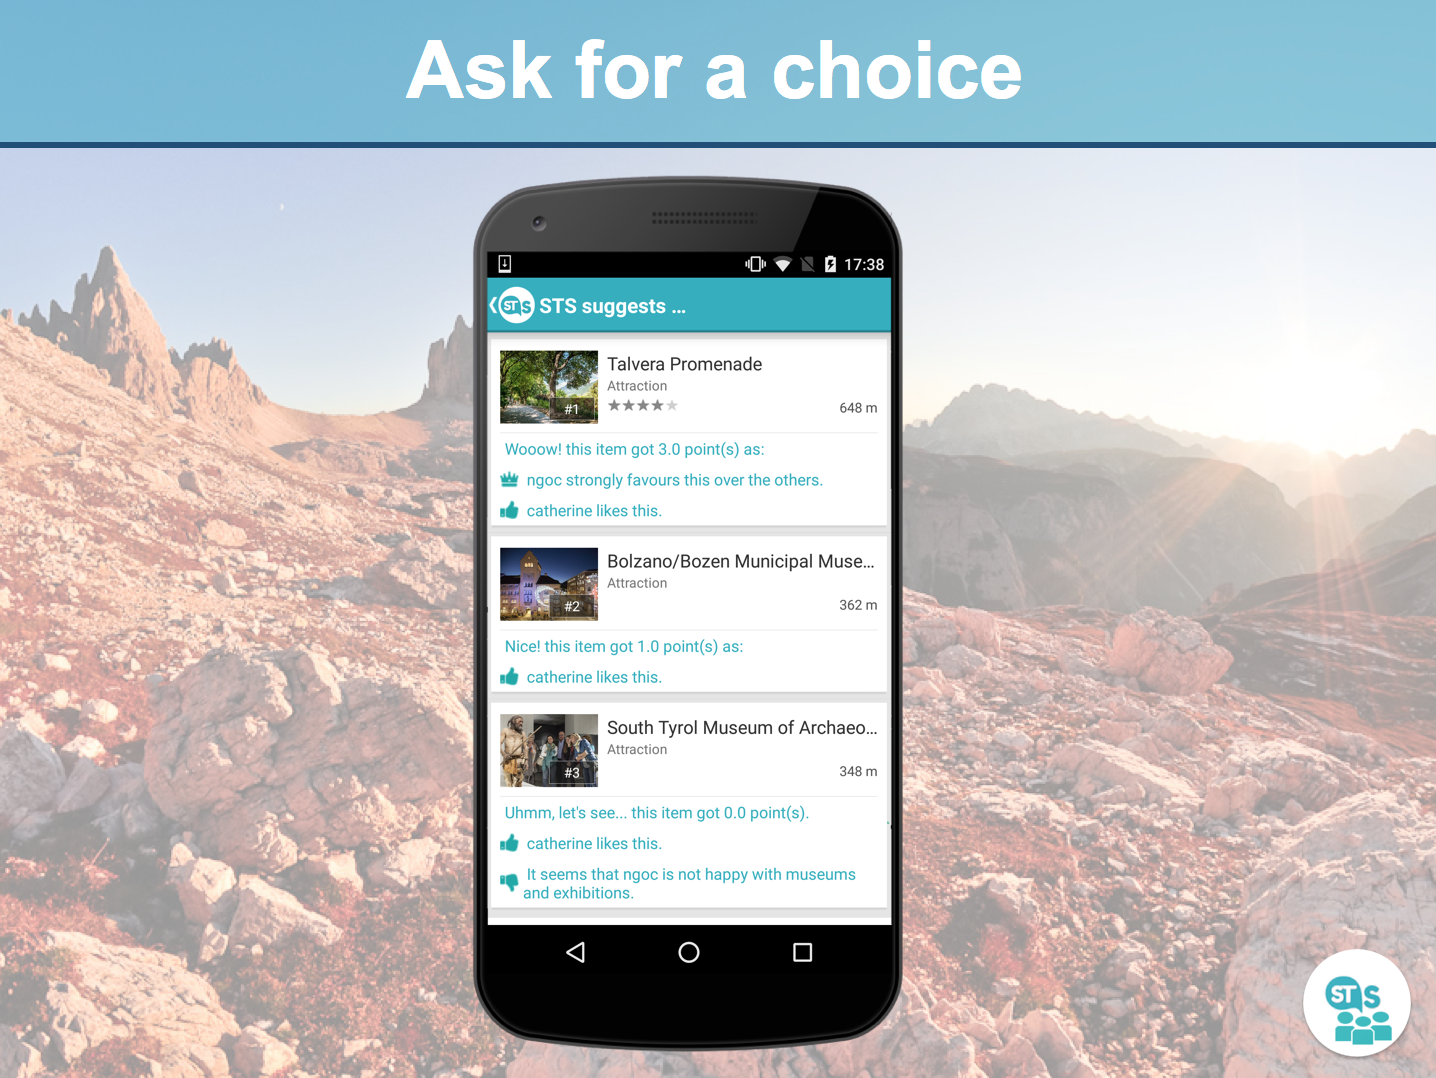 Ask for a choice
17:38
STS
STS suggests ...
Talvera Promenade
Attraction
#1
648 m
Wooow! this item got 3.0 point(s) as:
ngoc strongly favours this over the others.
catherine likes this.
Bolzano/Bozen Municipal Muse...
Attraction
#2
362 m
Nice! this item got 1.0 point(s) as:
catherine likes this.
South Tyrol Museum of Archaeo...
Attraction
#3
348 m
Uhmm, let's see... this item got 0.0 point(s).
catherine likes this.
It seems that ngoc is not happy with museums
and exhibitions.
STS